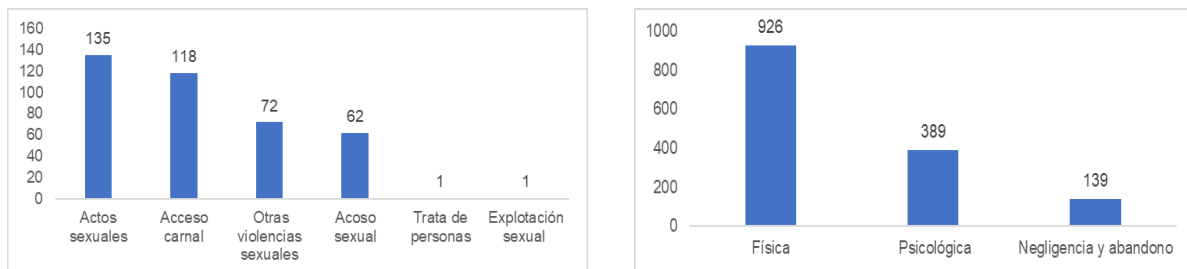 160
140
120
100
80
60
40
20
0
135
118
72
62
1
1
Actos
sexuales
Acceso
carnal
Otras
violencias
sexuales
Acoso
sexual
Trata de
personas
Explotación
sexual
1000
800
600
400
200
0
926
389
139
Física
Psicológica
Negligencia y abandono